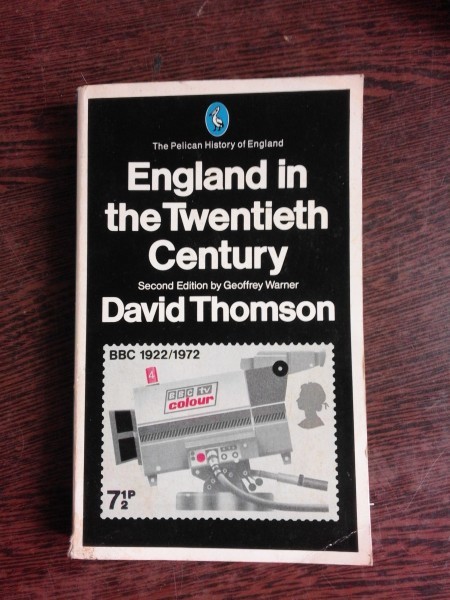 The Pelican History of England
England in
the Twentieth
Century
Second Edition by Geoffrey Warner
David Thomson
BBC 1922/1972
4
BBC TV
colour
7½P